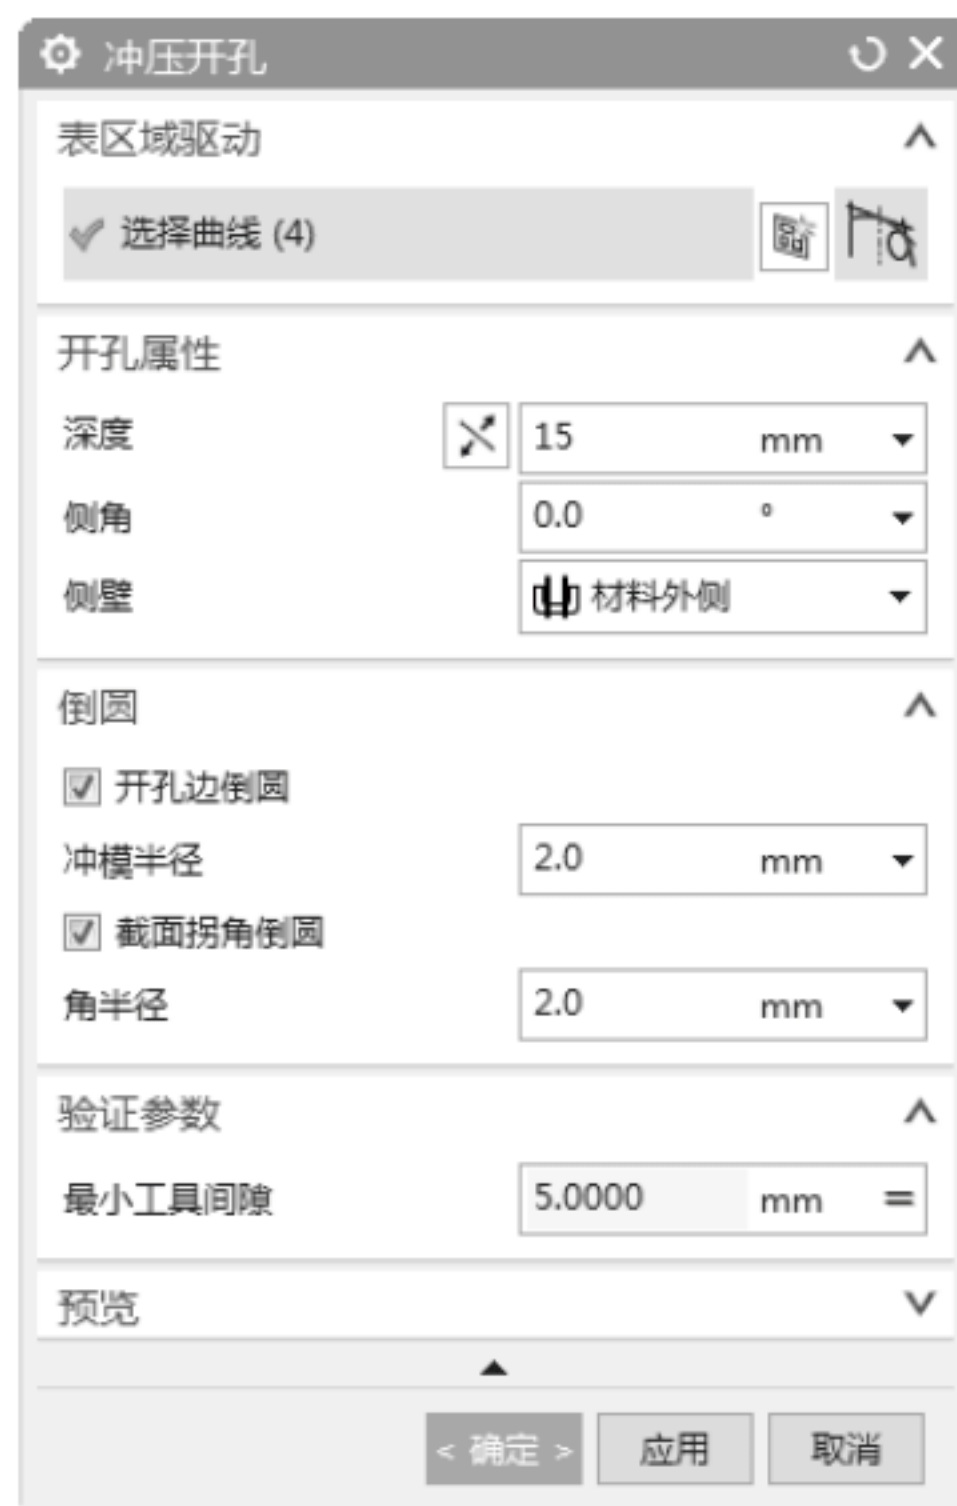 冲压开孔
表区域驱动
选择曲线 (4)
开孔属性
深度 15 mm
侧角 0.0 °
侧壁 材料外侧
倒圆
开孔边倒圆
冲模半径 2.0 mm
截面拐角倒圆
角半径 2.0 mm
验证参数
最小工具间隙 5.0000 mm =
预览
< 确定 > 应用 取消